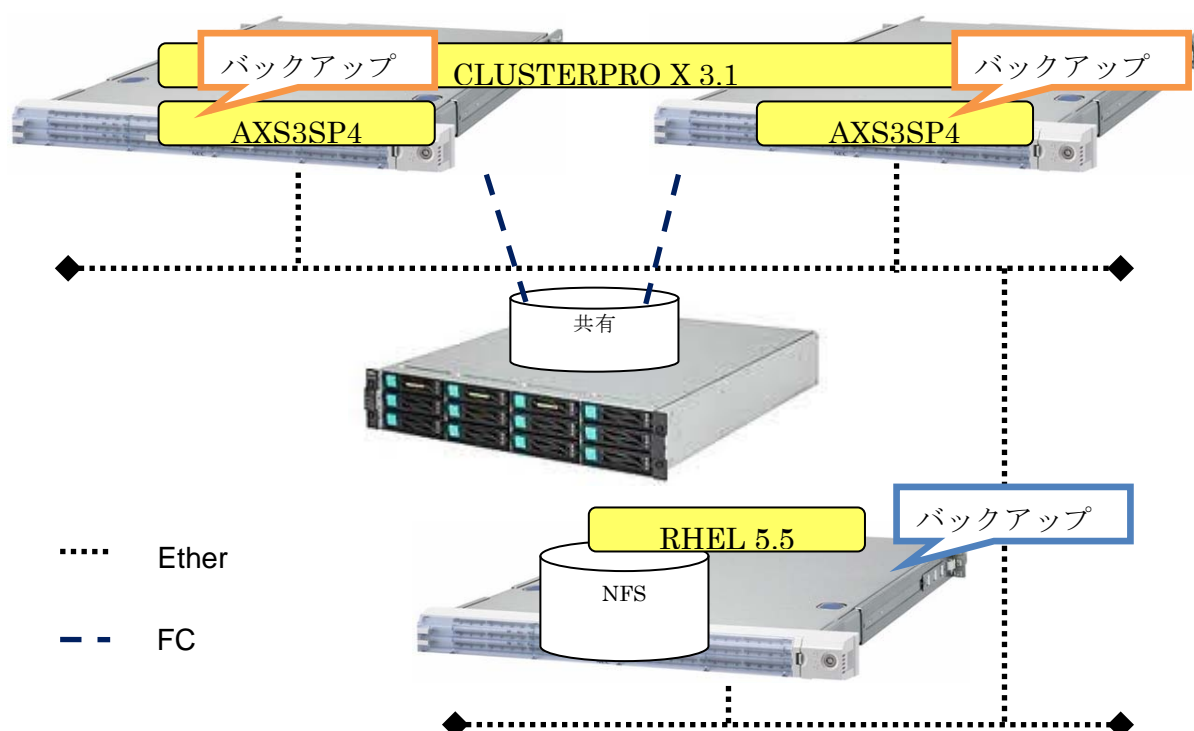 バックアップ
CLUSTERPRO X 3.1
バックアップ
AXS3SP4
AXS3SP4
共有
RHEL 5.5
バックアップ
NFS
Ether
FC